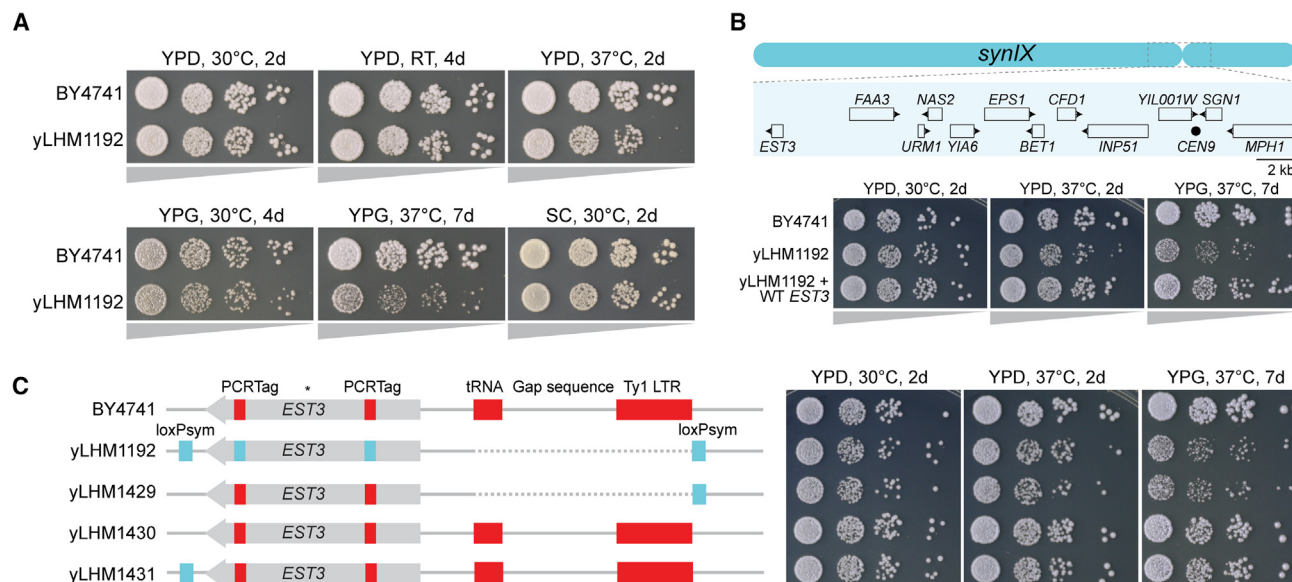 A
YPD, 30°C, 2d YPD, RT, 4d YPD, 37°C, 2d
BY4741
yLHM1192
YPG, 30°C, 4d YPG, 37°C, 7d SC, 30°C, 2d
BY4741
yLHM1192
B
synIX
FAA3 NAS2 EPS1 CFD1 YIL001W SGN1
EST3 URM1 YIA6 BET1 INP51 CEN9 MPH1
2 kb
YPD, 30°C, 2d YPD, 37°C, 2d YPG, 37°C, 7d
BY4741
yLHM1192
yLHM1192 +
WT EST3
C
PCRTag * PCRTag tRNA Gap sequence Ty1 LTR
BY4741 EST3
loxPsym loxPsym
yLHM1192 EST3
yLHM1429 EST3
yLHM1430 EST3
yLHM1431 EST3
YPD, 30°C, 2d YPD, 37°C, 2d YPG, 37°C, 7d